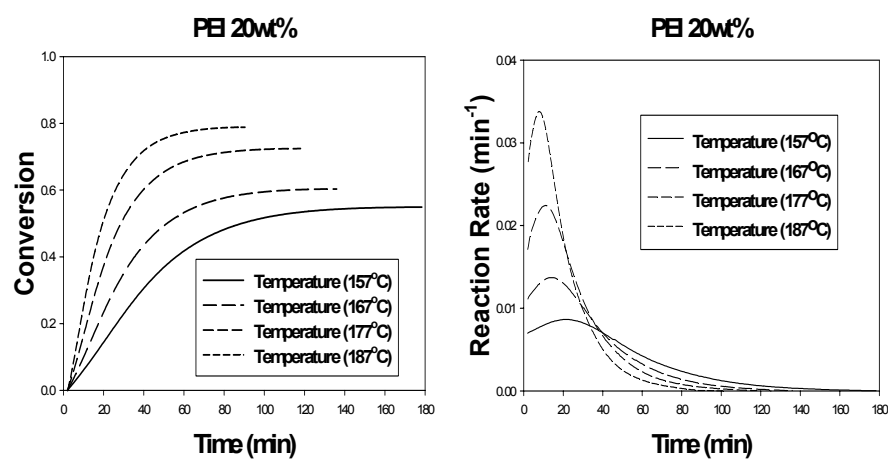 PEI 20wt%
Conversion
1.0
0.8
0.6
0.4
0.2
0.0
Temperature (157°C)
Temperature (167°C)
Temperature (177°C)
Temperature (187°C)
0 20 40 60 80 100 120 140 160 180
Time (min)
PEI 20wt%
Reaction Rate (min⁻¹)
0.04
0.03
0.02
0.01
0.00
Temperature (157°C)
Temperature (167°C)
Temperature (177°C)
Temperature (187°C)
0 20 40 60 80 100 120 140 160 180
Time (min)